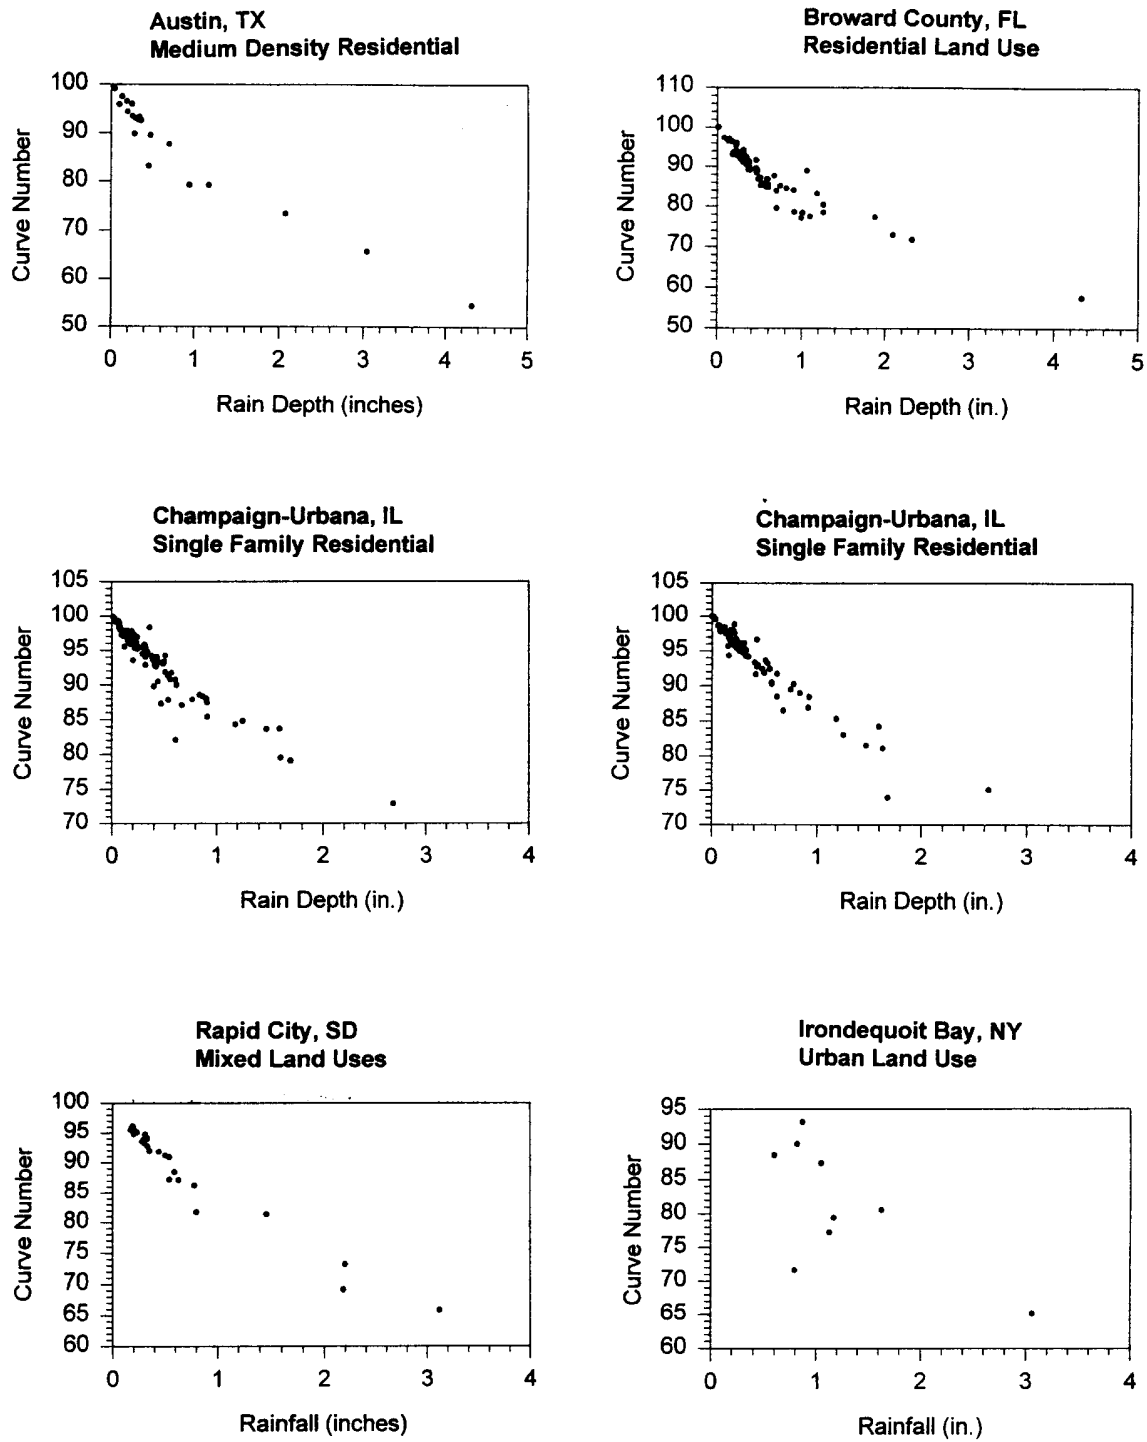 Austin, TX
Medium Density Residential
100
90
80
70
60
50
Curve Number
0 1 2 3 4 5
Rain Depth (inches)
Broward County, FL
Residential Land Use
110
100
90
80
70
60
50
Curve Number
0 1 2 3 4 5
Rain Depth (in.)
Champaign-Urbana, IL
Single Family Residential
105
100
95
90
85
80
75
70
Curve Number
0 1 2 3 4
Rain Depth (in.)
Champaign-Urbana, IL
Single Family Residential
105
100
95
90
85
80
75
70
Curve Number
0 1 2 3 4
Rain Depth (in.)
Rapid City, SD
Mixed Land Uses
100
95
90
85
80
75
70
65
60
Curve Number
0 1 2 3 4
Rainfall (inches)
Irondequoit Bay, NY
Urban Land Use
95
90
85
80
75
70
65
60
Curve Number
0 1 2 3 4
Rainfall (in.)